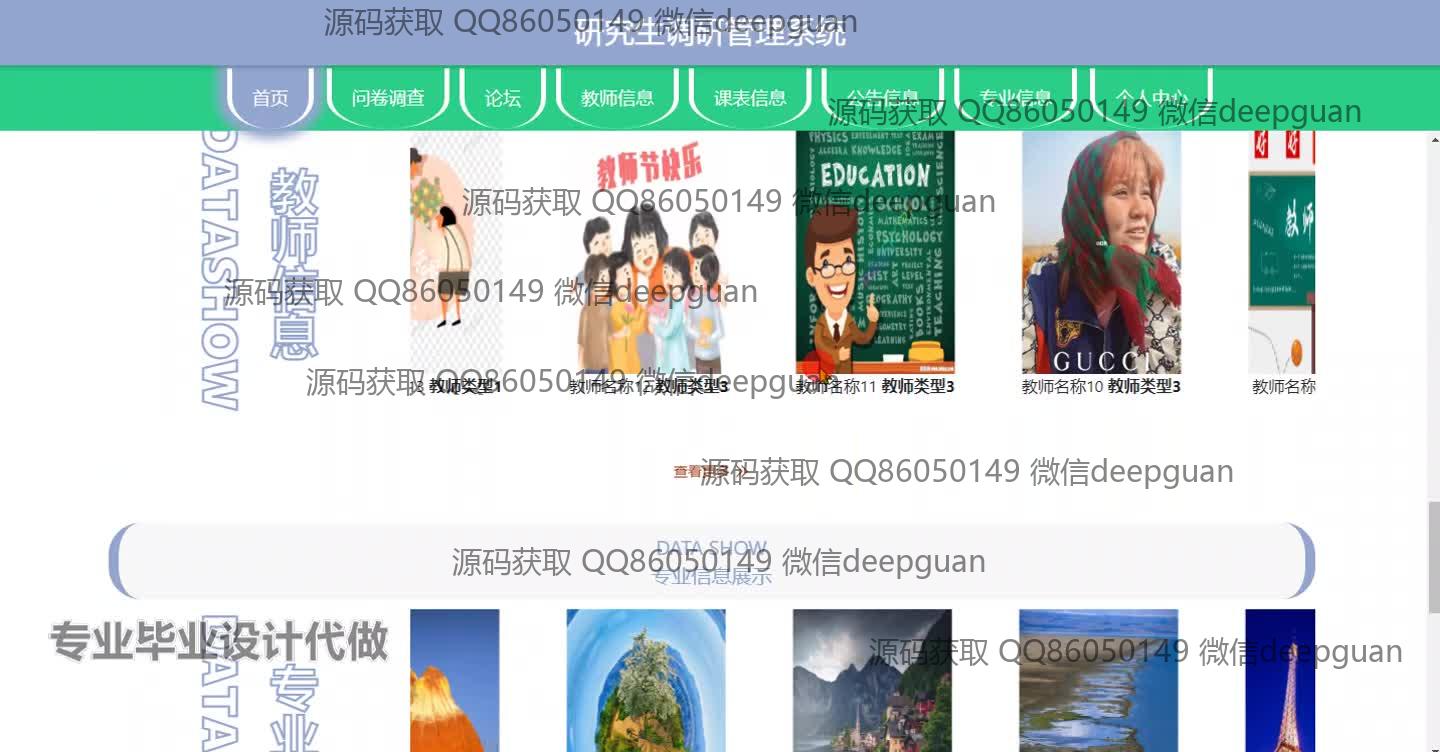 源码获取 QQ86050149 微信deepguan
研究生调研管理系统
首页
问卷调查
论坛
教师信息
课表信息
公告信息
专业信息
个人中心
源码获取 QQ86050149 微信deepguan
DATASHOW
教师信息
教师节快乐
EDUCATION
SCHOOL
MATHEMATICS
PSYCHOLOGY
UNIVERSITY
GUCCI
教师
源码获取 QQ86050149 微信deepguan
源码获取 QQ86050149 微信deepguan
源码获取 QQ86050149 微信deepguan
3 教师类型1
教师名称12 教师类型3
教师名称11 教师类型3
教师名称10 教师类型3
教师名称
源码获取 QQ86050149 微信deepguan
DATA SHOW
源码获取 QQ86050149 微信deepguan
专业信息展示
专业毕业设计代做
DATA
专业
源码获取 QQ86050149 微信deepguan